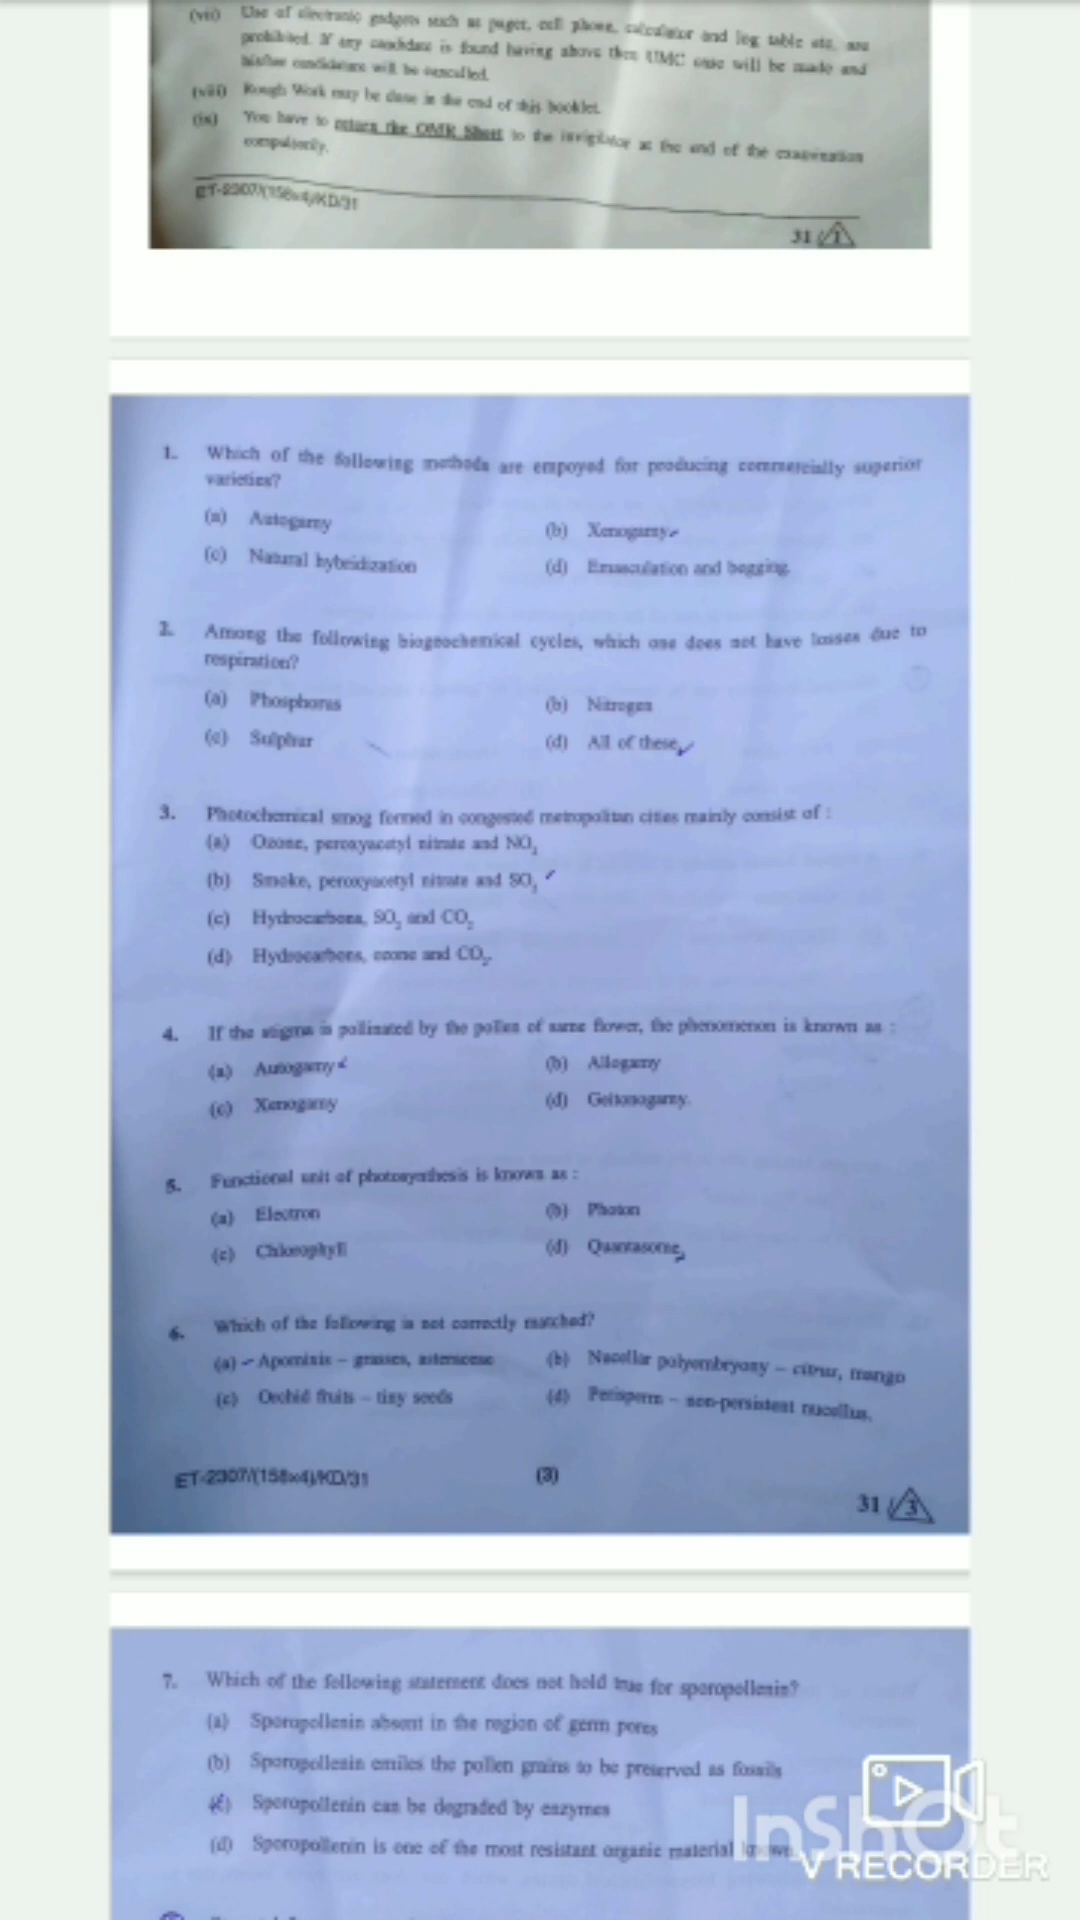 (vii) Use of electronic gadgets such as pager, cell phone, calculator and log table etc. are
prohibited. If any candidate is found having above then UMC case will be made and
his/her candidature will be cancelled.
(viii) Rough Work may be done in the end of this booklet.
(ix) You have to return the OMR Sheet to the invigilator at the end of the examination
compulsorily.
ET-2307/(158x4)/KD/31
31 1
1. Which of the following methods are empoyed for producing commercially superior
varieties?
(a) Autogamy
(b) Xenogamy
(c) Natural hybridization
(d) Emasculation and bagging.
2. Among the following biogeochemical cycles, which one does not have losses due to
respiration?
(a) Phosphorus
(b) Nitrogen
(c) Sulphur
(d) All of these
3. Photochemical smog formed in congested metropolitan cities mainly consist of :
(a) Ozone, peroxyacetyl nitrate and NO
(b) Smoke, peroxyacetyl nitrate and SO
(c) Hydrocarbons, SO₂ and CO₂
(d) Hydrocarbons, ozone and CO
4. If the stigma is pollinated by the pollen of same flower, the phenomenon is known as :
(a) Autogamy
(b) Allogamy
(c) Xenogamy
(d) Geitonogamy.
5. Functional unit of photosynthesis is known as :
(a) Electron
(b) Photon
(c) Chlorophyll
(d) Quantasome
6. Which of the following is not correctly matched?
(a) Apomixis – grasses, asteraceae
(b) Nucellar polyembryony – citrus, mango
(c) Orchid fruits – tiny seeds
(d) Perisperm – non-persistent nucellus.
ET-2307/(158x4)/KD/31
(3)
31 3
7. Which of the following statement does not hold true for sporopollenin?
(a) Sporopollenin absent in the region of germ pores
(b) Sporopollenin the pollen grains to be preserved as fossils
(c) Sporopollenin can be degraded by enzymes
(d) Sporopollenin is one of the most resistant organic material known.
InShOt
V RECORDER